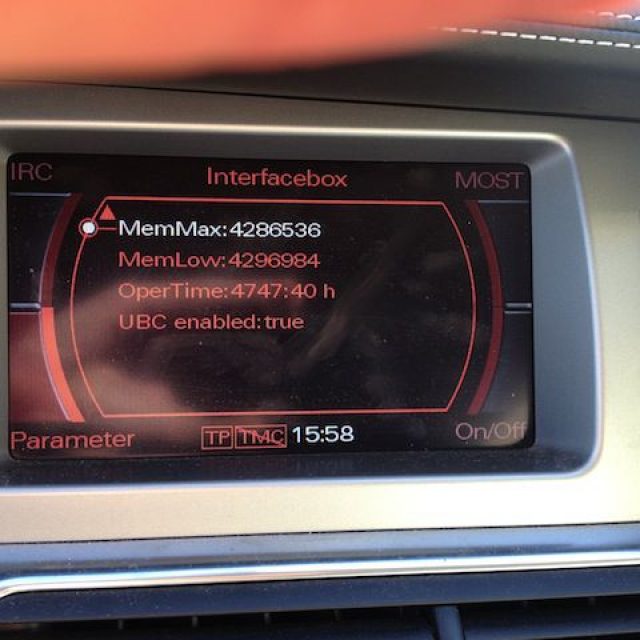 IRC Interfacebox MOST
MemMax:4286536
MemLow:4296984
OperTime:4747:40 h
UBC enabled:true
Parameter TP TMC 15:58 On/Off